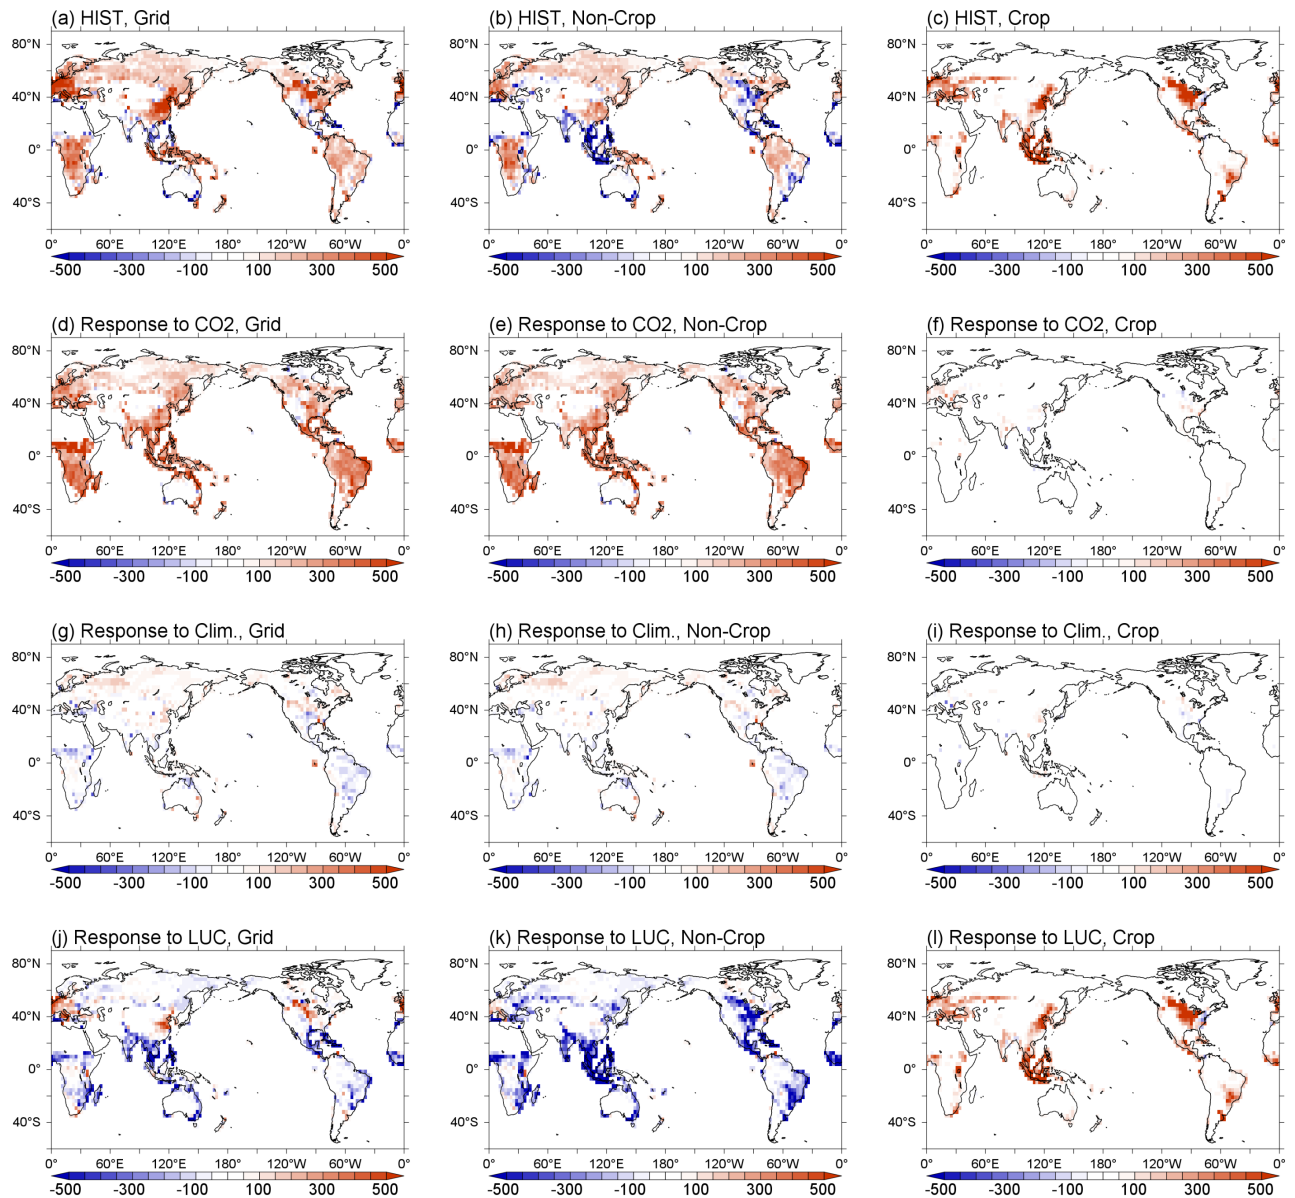 (a) HIST, Grid (b) HIST, Non-Crop (c) HIST, Crop
80°N 80°N 80°N
40°N 40°N 40°N
0° 0° 0°
40°S 40°S 40°S
0° 60°E 120°E 180° 120°W 60°W 0° 0° 60°E 120°E 180° 120°W 60°W 0° 0° 60°E 120°E 180° 120°W 60°W 0°
-500 -300 -100 100 300 500 -500 -300 -100 100 300 500 -500 -300 -100 100 300 500
(d) Response to CO2, Grid (e) Response to CO2, Non-Crop (f) Response to CO2, Crop
80°N 80°N 80°N
40°N 40°N 40°N
0° 0° 0°
40°S 40°S 40°S
0° 60°E 120°E 180° 120°W 60°W 0° 0° 60°E 120°E 180° 120°W 60°W 0° 0° 60°E 120°E 180° 120°W 60°W 0°
-500 -300 -100 100 300 500 -500 -300 -100 100 300 500 -500 -300 -100 100 300 500
(g) Response to Clim., Grid (h) Response to Clim., Non-Crop (i) Response to Clim., Crop
80°N 80°N 80°N
40°N 40°N 40°N
0° 0° 0°
40°S 40°S 40°S
0° 60°E 120°E 180° 120°W 60°W 0° 0° 60°E 120°E 180° 120°W 60°W 0° 0° 60°E 120°E 180° 120°W 60°W 0°
-500 -300 -100 100 300 500 -500 -300 -100 100 300 500 -500 -300 -100 100 300 500
(j) Response to LUC, Grid (k) Response to LUC, Non-Crop (l) Response to LUC, Crop
80°N 80°N 80°N
40°N 40°N 40°N
0° 0° 0°
40°S 40°S 40°S
0° 60°E 120°E 180° 120°W 60°W 0° 0° 60°E 120°E 180° 120°W 60°W 0° 0° 60°E 120°E 180° 120°W 60°W 0°
-500 -300 -100 100 300 500 -500 -300 -100 100 300 500 -500 -300 -100 100 300 500